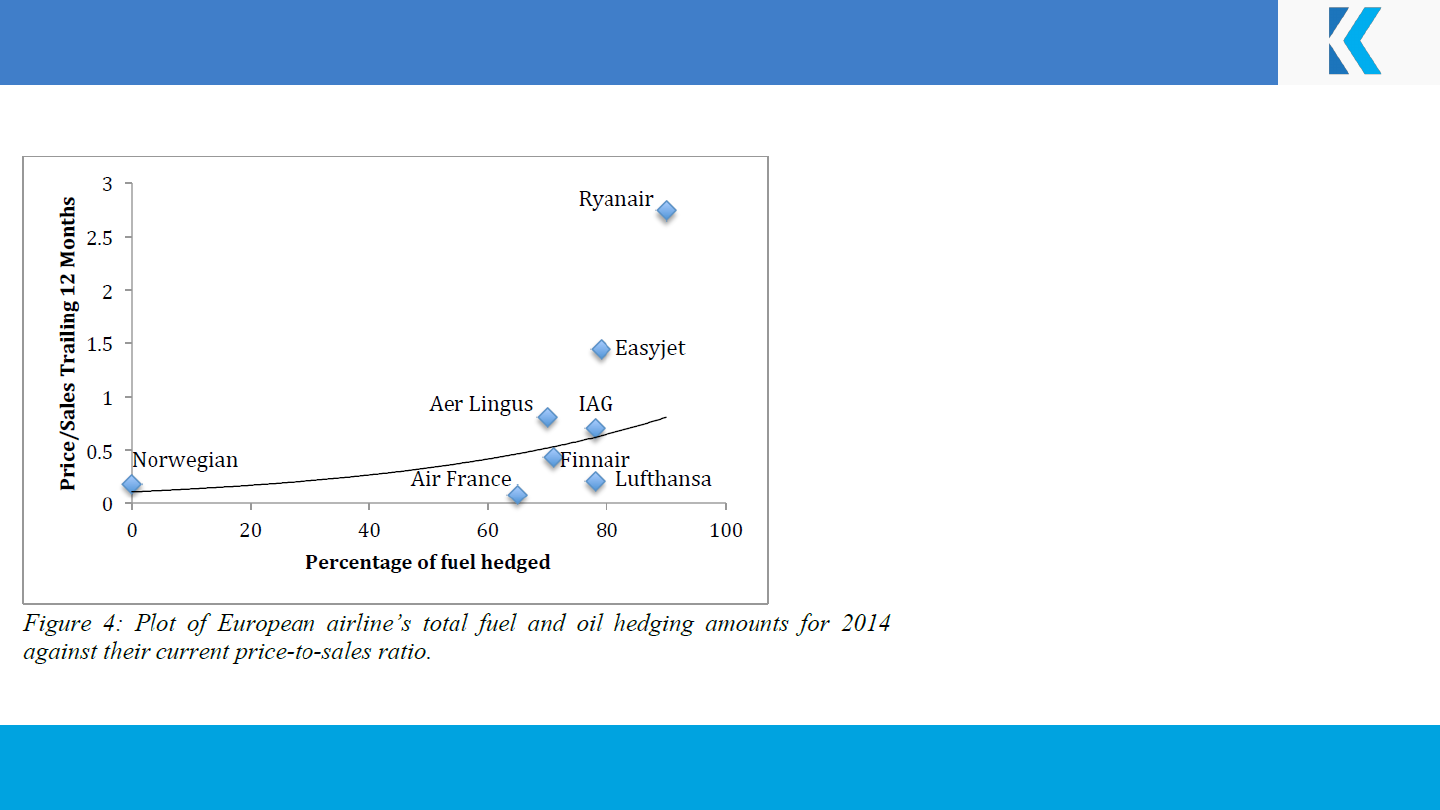 3
2.5
2
1.5
1
0.5
0
Price/Sales Trailing 12 Months
Ryanair
Easyjet
Aer Lingus
IAG
Norwegian
Finnair
Air France
Lufthansa
0 20 40 60 80 100
Percentage of fuel hedged
Figure 4: Plot of European airline's total fuel and oil hedging amounts for 2014
against their current price-to-sales ratio.